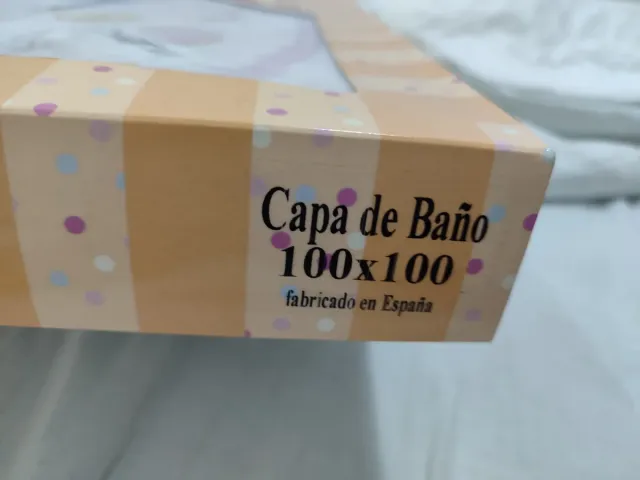 Capa de Baño
100x100
fabricado en España